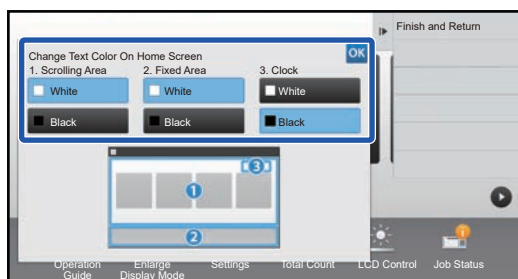 Finish and Return
Change Text Color On Home Screen
OK
1. Scrolling Area
2. Fixed Area
3. Clock
White
White
White
Black
Black
Black
3
1
2
Operation
Guide
Enlarge
Display Mode
Settings
Total Count
LCD Control
Job Status